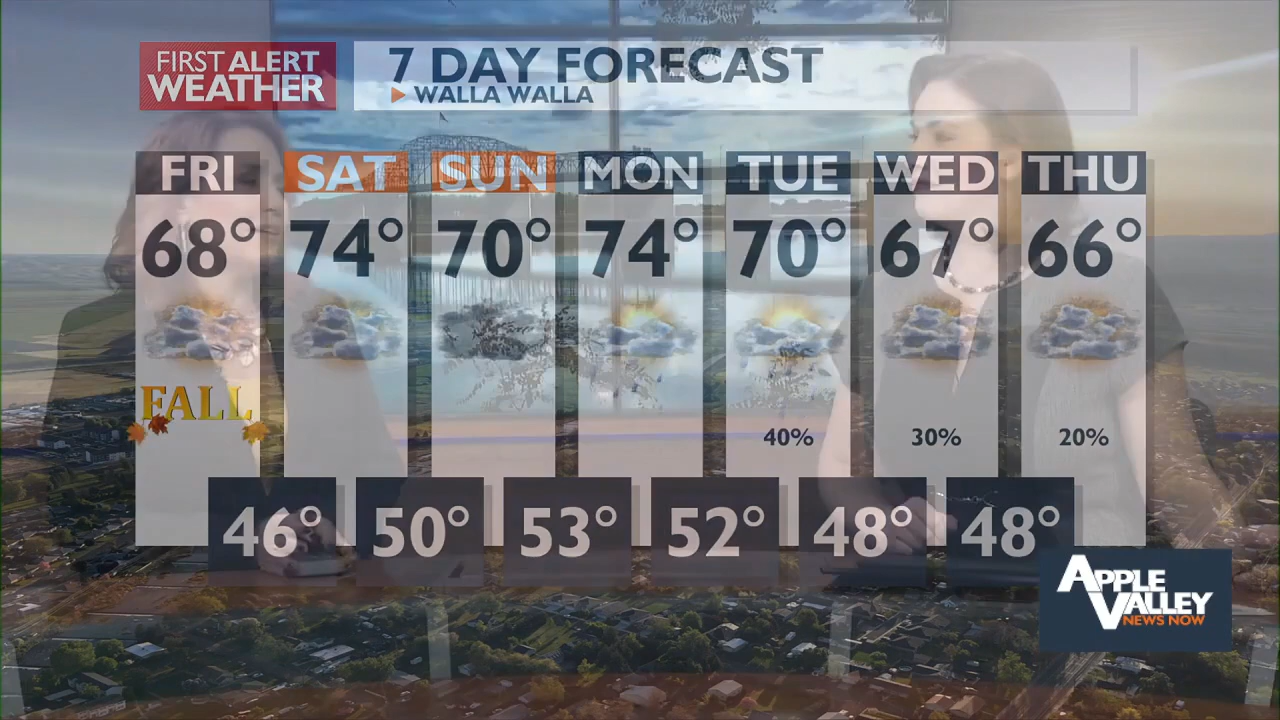 FIRST ALERT
WEATHER
7 DAY FORECAST
WALLA WALLA
FRI SAT SUN MON TUE WED THU
68° 74° 70° 74° 70° 67° 66°
FALL
40% 30% 20%
46° 50° 53° 52° 48° 48°
APPLE
VALLEY
NEWS NOW